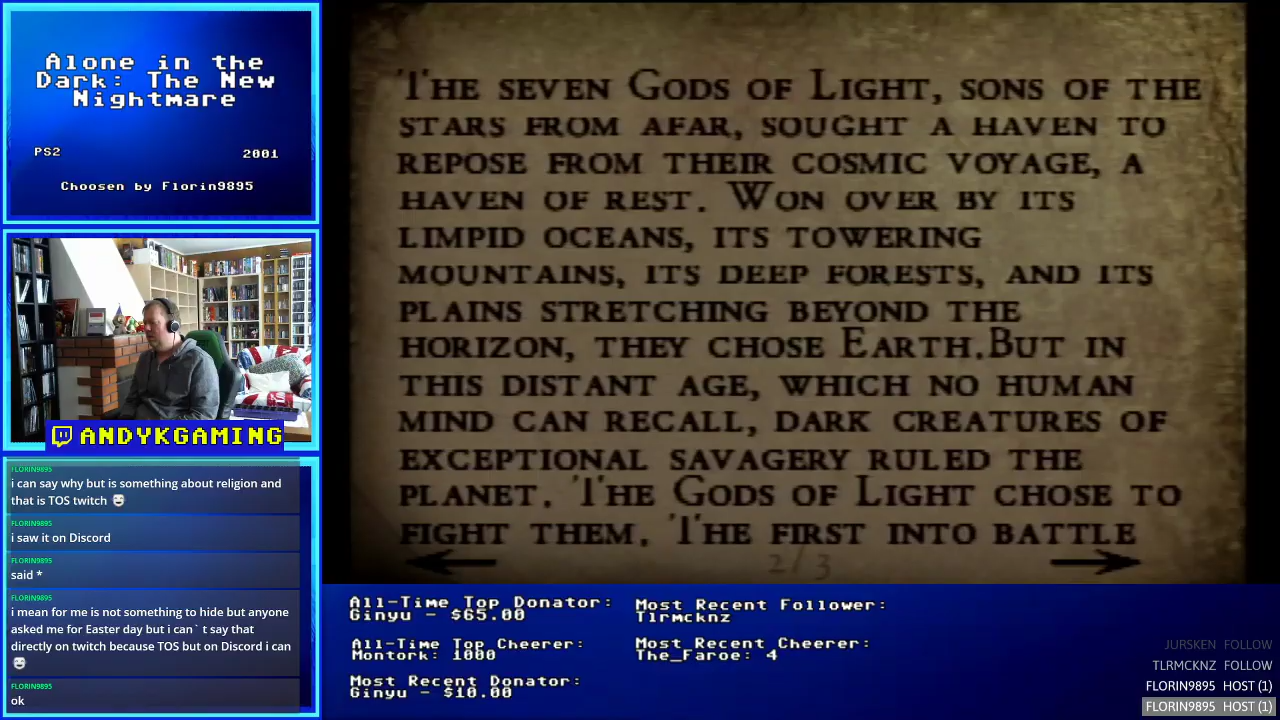 Alone in the
Dark: The New
Nightmare
PS2
2001
Choosen by Florin9895
ANDYKGAMING
FLORIN9895
i can say why but is something about religion and
that is TOS twitch
FLORIN9895
i saw it on Discord
FLORIN9895
said *
FLORIN9895
i mean for me is not something to hide but anyone
asked me for Easter day but i can` t say that
directly on twitch because TOS but on Discord i can
FLORIN9895
ok
THE SEVEN GODS OF LIGHT, SONS OF THE
STARS FROM AFAR, SOUGHT A HAVEN TO
REPOSE FROM THEIR COSMIC VOYAGE, A
HAVEN OF REST. WON OVER BY ITS
LIMPID OCEANS, ITS TOWERING
MOUNTAINS, ITS DEEP FORESTS, AND ITS
PLAINS STRETCHING BEYOND THE
HORIZON, THEY CHOSE EARTH.BUT IN
THIS DISTANT AGE, WHICH NO HUMAN
MIND CAN RECALL, DARK CREATURES OF
EXCEPTIONAL SAVAGERY RULED THE
PLANET. THE GODS OF LIGHT CHOSE TO
FIGHT THEM. THE FIRST INTO BATTLE
2/3
All-Time Top Donator:
Ginyu - $65.00
All-Time Top Cheerer:
Montork: 1000
Most Recent Donator:
Ginyu - $10.00
Most Recent Follower:
Tlrmcknz
Most Recent Cheerer:
The_Faroe: 4
JURSKEN FOLLOW
TLRMCKNZ FOLLOW
FLORIN9895 HOST (1)
FLORIN9895 HOST (1)